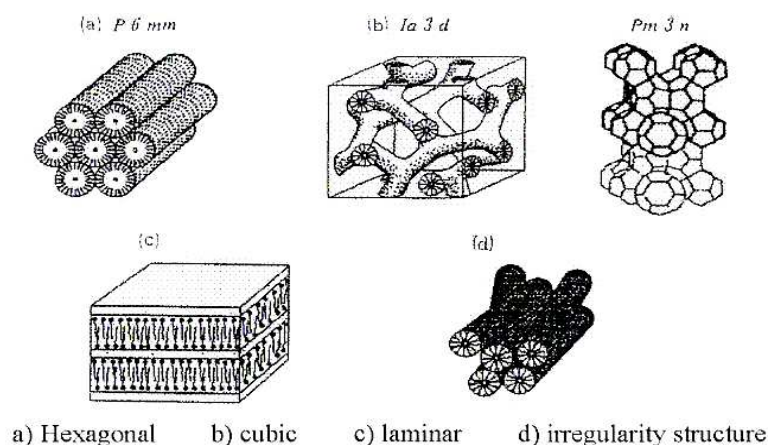 (a) P 6 mm
(b) Ia 3 d
Pm 3 n
(c)
(d)
a) Hexagonal b) cubic c) laminar d) irregularity structure